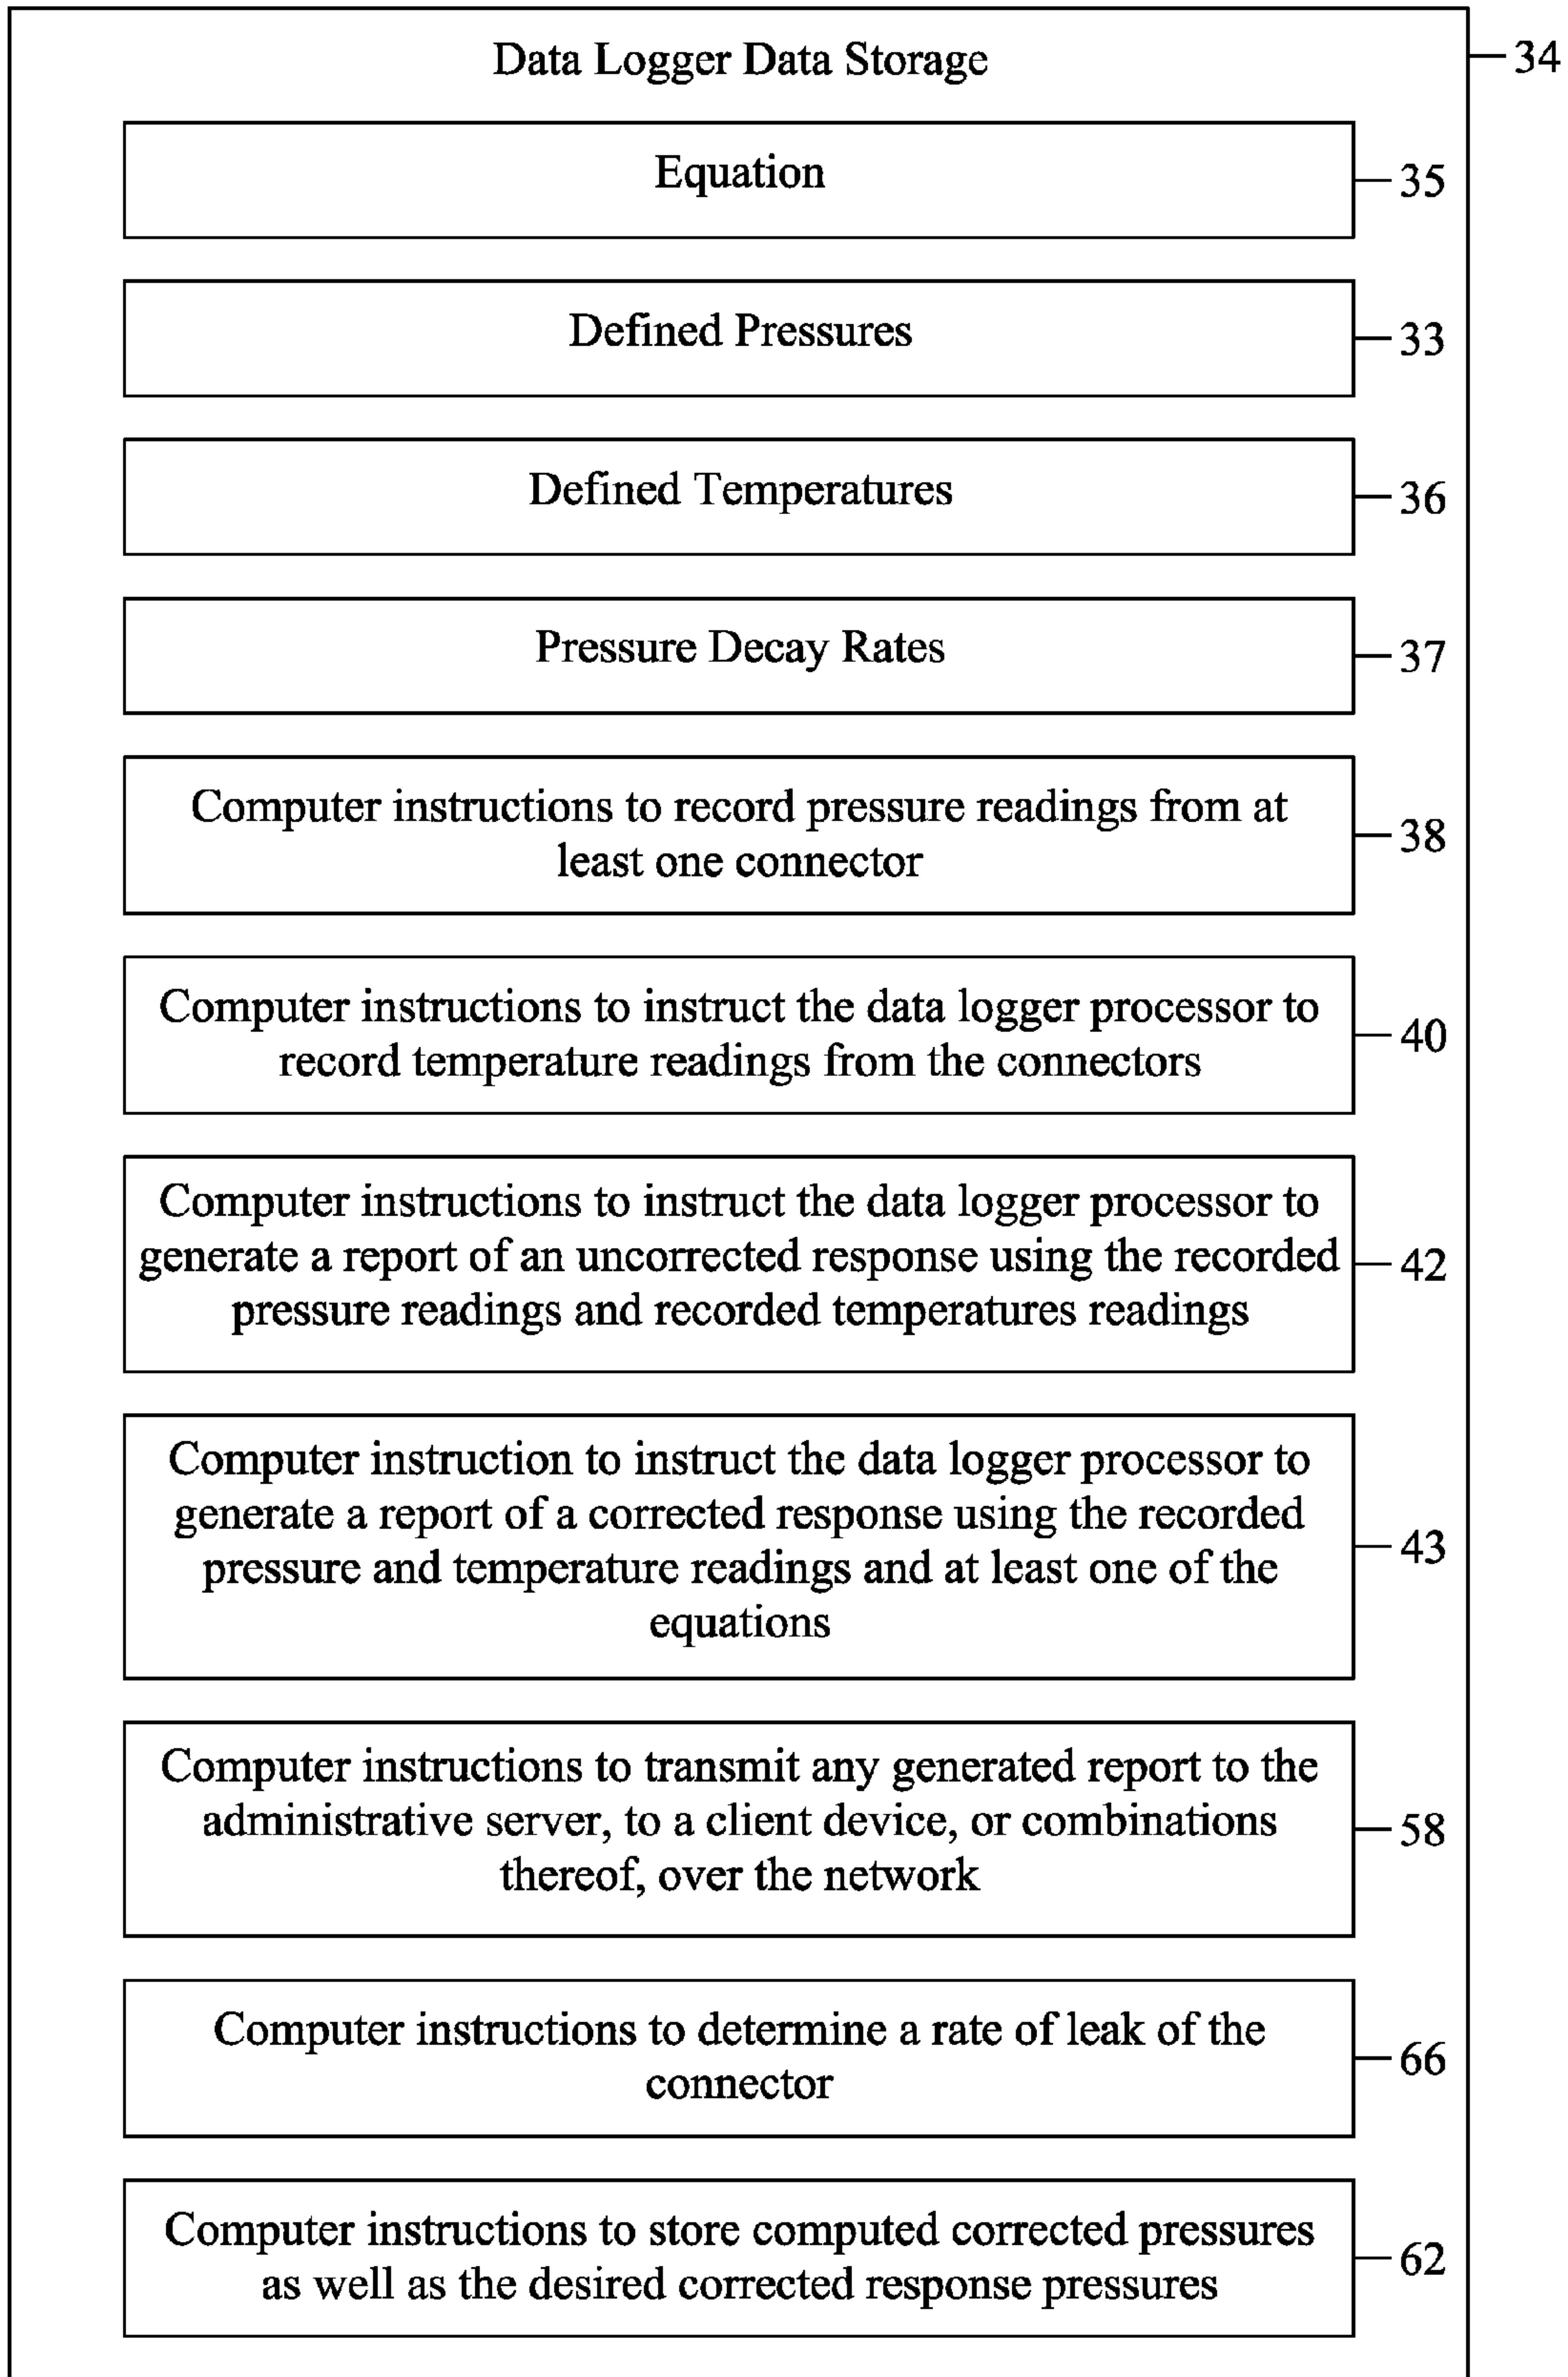 Data Logger Data Storage
34
Equation
35
Defined Pressures
33
Defined Temperatures
36
Pressure Decay Rates
37
Computer instructions to record pressure readings from at
least one connector
38
Computer instructions to instruct the data logger processor to
record temperature readings from the connectors
40
Computer instructions to instruct the data logger processor to
generate a report of an uncorrected response using the recorded
pressure readings and recorded temperatures readings
42
Computer instruction to instruct the data logger processor to
generate a report of a corrected response using the recorded
pressure and temperature readings and at least one of the
equations
43
Computer instructions to transmit any generated report to the
administrative server, to a client device, or combinations
thereof, over the network
58
Computer instructions to determine a rate of leak of the
connector
66
Computer instructions to store computed corrected pressures
as well as the desired corrected response pressures
62